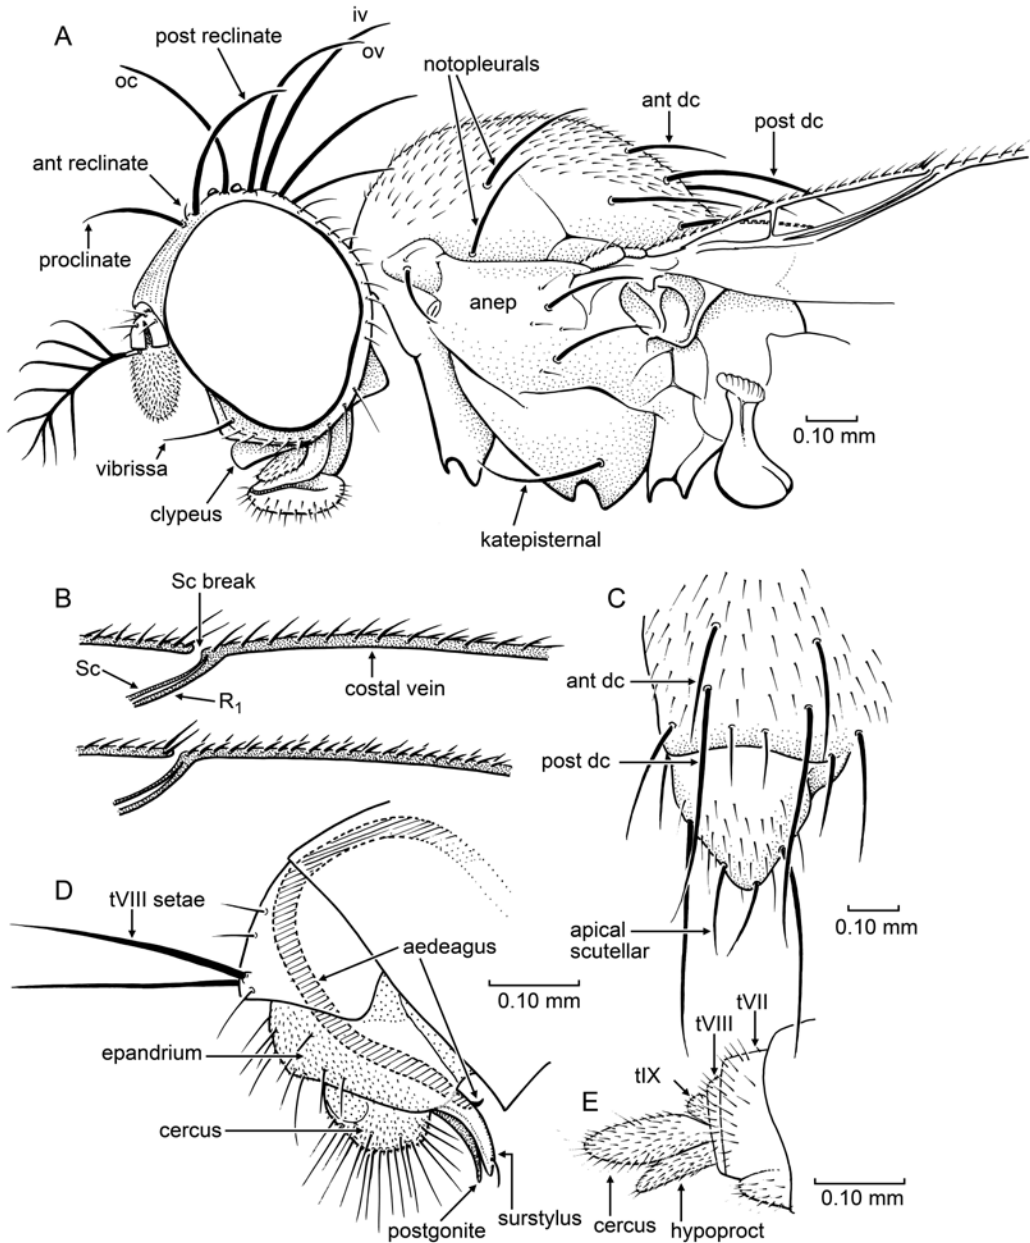 A
post reclinate
iv
ov
oc
notopleurals
ant dc
post dc
ant reclinate
proclinate
anep
0.10 mm
vibrissa
clypeus
katepisternal
B
Sc break
Sc
R1
costal vein
C
ant dc
post dc
apical
scutellar
0.10 mm
D
tVIII setae
aedeagus
0.10 mm
epandrium
cercus
postgonite
surstylus
E
tVII
tVIII
tIX
cercus
hypoproct
0.10 mm